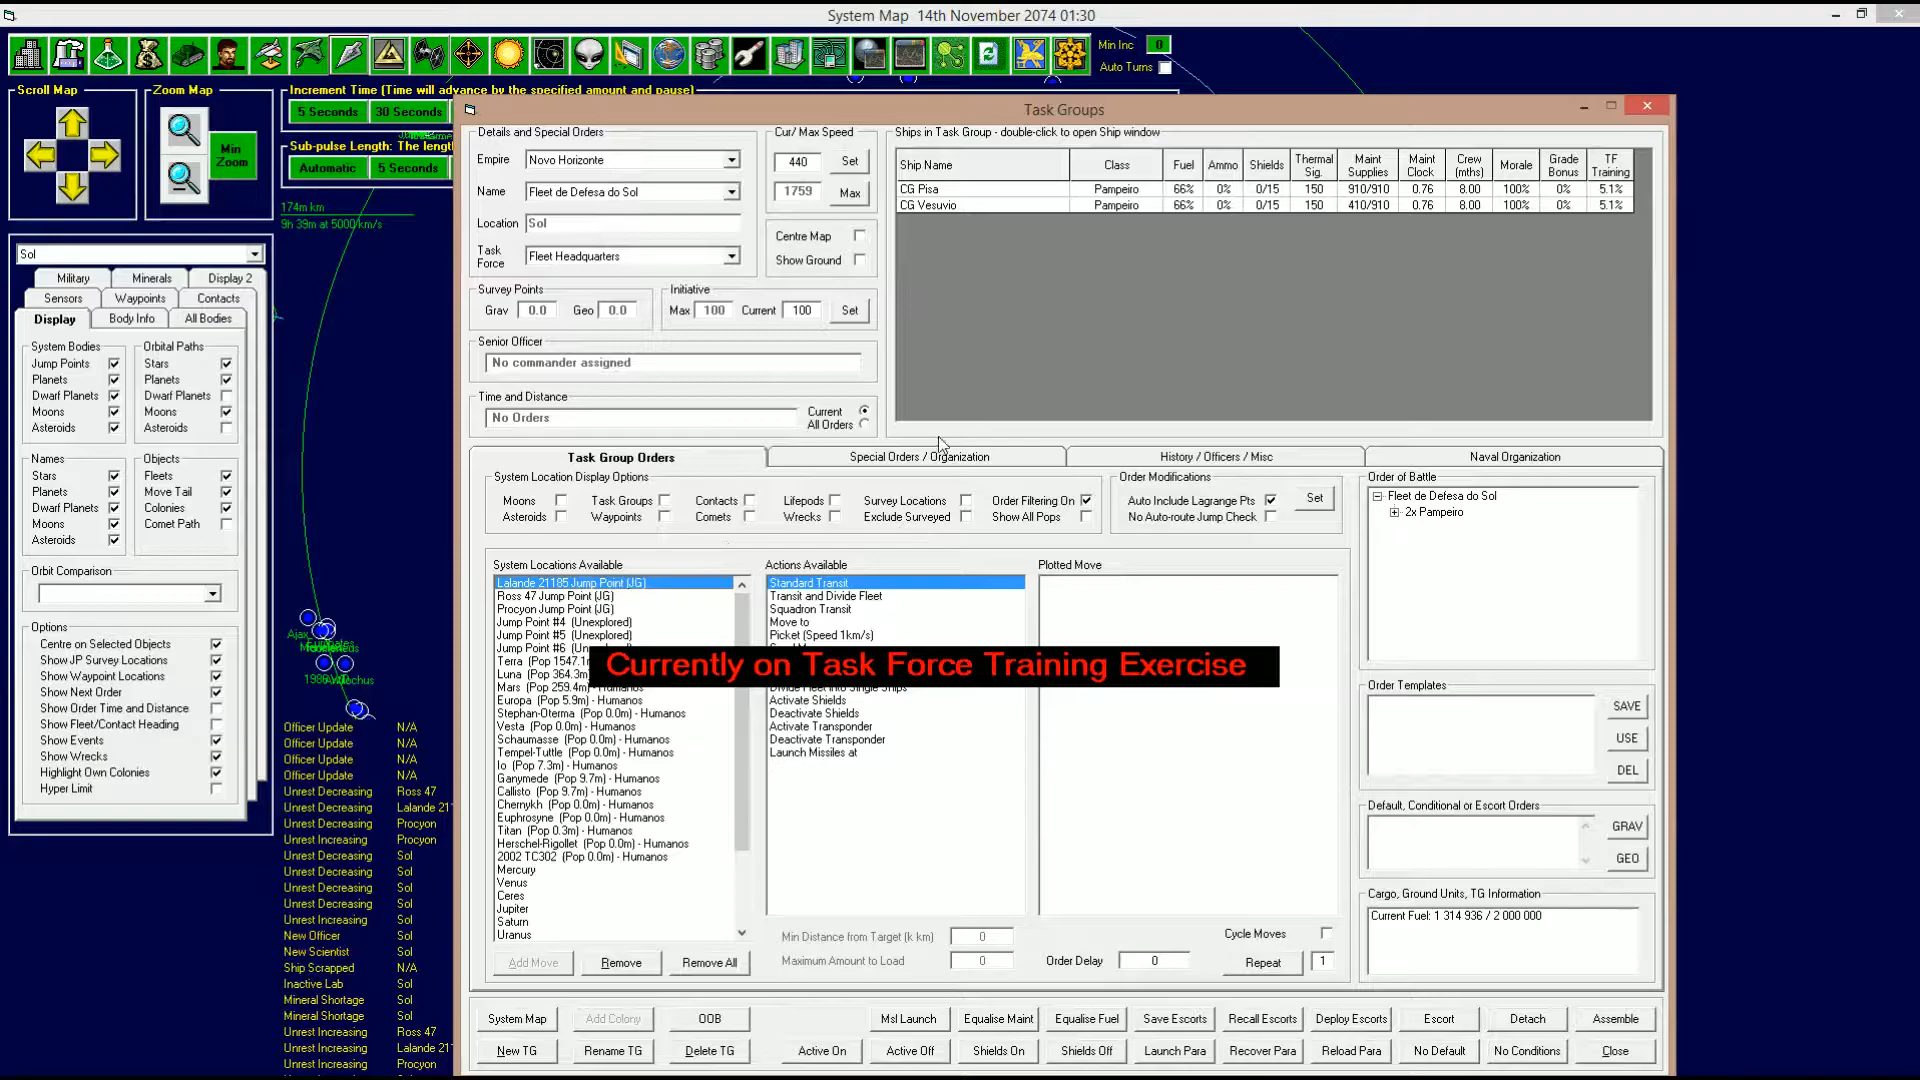 System Map 14th November 2074 01:30
Min Inc 0
Auto Turns
Scroll Map
Zoom Map
Min Zoom
Increment Time (Time will advance by the specified amount and pause)
5 Seconds 30 Seconds
Sub-pulse Length: The lengt
Automatic 5 Seconds
174m km
9h 39m at 5000 km/s
Sol
Military Minerals Display 2
Sensors Waypoints Contacts
Display Body Info All Bodies
System Bodies
Jump Points
Planets
Dwarf Planets
Moons
Asteroids
Orbital Paths
Stars
Planets
Dwarf Planets
Moons
Asteroids
Names
Stars
Planets
Dwarf Planets
Moons
Asteroids
Objects
Fleets
Move Tail
Colonies
Comet Path
Orbit Comparison
Options
Centre on Selected Objects
Show JP Survey Locations
Show Waypoint Locations
Show Next Order
Show Order Time and Distance
Show Fleet/Contact Heading
Show Events
Show Wrecks
Highlight Own Colonies
Hyper Limit
Ajax
Officer Update N/A
Officer Update N/A
Officer Update N/A
Officer Update N/A
Unrest Decreasing Ross 47
Unrest Decreasing Lalande 211
Unrest Decreasing Procyon
Unrest Increasing Procyon
Unrest Decreasing Sol
Unrest Decreasing Sol
Unrest Decreasing Sol
Unrest Decreasing Sol
Unrest Increasing Sol
New Officer Sol
New Scientist Sol
Ship Scrapped N/A
Inactive Lab Sol
Mineral Shortage Sol
Mineral Shortage Sol
Unrest Increasing Ross 47
Unrest Increasing Lalande 211
Unrest Increasing Procyon
Task Groups
Details and Special Orders
Empire Novo Horizonte
Name Fleet de Defesa do Sol
Location Sol
Task Force Fleet Headquarters
Cur/ Max Speed
440 Set
1759 Max
Centre Map
Show Ground
Survey Points
Grav 0.0 Geo 0.0
Initiative
Max 100 Current 100 Set
Senior Officer
No commander assigned
Time and Distance
No Orders
Current
All Orders
Ships in Task Group - double-click to open Ship window
Ship Name Class Fuel Ammo Shields Thermal Sig. Maint Supplies Maint Clock Crew (mths) Morale Grade Bonus TF Training
CG Pisa Pampeiro 66% 0% 0/15 150 910/910 0.76 8.00 100% 0% 5.1%
CG Vesuvio Pampeiro 66% 0% 0/15 150 410/410 0.76 8.00 100% 0% 5.1%
Task Group Orders Special Orders / Organization History / Officers / Misc Naval Organization
System Location Display Options
Moons Task Groups Contacts Lifepods Survey Locations Order Filtering On
Asteroids Waypoints Comets Wrecks Exclude Surveyed Show All Pops
Order Modifications
Auto Include Lagrange Pts Set
No Auto-route Jump Check
System Locations Available
Lalande 21185 Jump Point (JG)
Ross 47 Jump Point (JG)
Procyon Jump Point (JG)
Jump Point #4 (Unexplored)
Jump Point #5 (Unexplored)
Jump Point #6 (Un
Terra (Pop 1547.1
Luna (Pop 364.3m
Mars (Pop 259.4m) - Humanos
Europa (Pop 5.9m) - Humanos
Stephan-Oterma (Pop 0.0m) - Humanos
Vesta (Pop 0.0m) - Humanos
Schaumasse (Pop 0.0m) - Humanos
Tempel-Tuttle (Pop 0.0m) - Humanos
Io (Pop 7.3m) - Humanos
Ganymede (Pop 9.7m) - Humanos
Callisto (Pop 9.7m) - Humanos
Chernykh (Pop 0.0m) - Humanos
Euphrosyne (Pop 0.0m) - Humanos
Titan (Pop 0.3m) - Humanos
Herschel-Rigollet (Pop 0.0m) - Humanos
2002 TC302 (Pop 0.0m) - Humanos
Mercury
Venus
Ceres
Jupiter
Saturn
Uranus
Actions Available
Standard Transit
Transit and Divide Fleet
Squadron Transit
Move to
Picket (Speed 1km/s)
Currently on Task Force Training Exercise
Divide Fleet into Single Ships
Activate Shields
Deactivate Shields
Activate Transponder
Deactivate Transponder
Launch Missiles at
Plotted Move
Add Move Remove Remove All
Min Distance from Target (k km) 0
Maximum Amount to Load 0
Order Delay 0
Cycle Moves
Repeat 1
Order of Battle
Fleet de Defesa do Sol
2x Pampeiro
Order Templates
SAVE
USE
DEL
Default, Conditional or Escort Orders
GRAV
GEO
Cargo, Ground Units, TG Information
Current Fuel: 1 314 936 / 2 000 000
System Map Add Colony OOB Msl Launch Equalise Maint Equalise Fuel Save Escorts Recall Escorts Deploy Escorts Escort Detach Assemble
New TG Rename TG Delete TG Active On Active Off Shields On Shields Off Launch Para Recover Para Reload Para No Default No Conditions Close